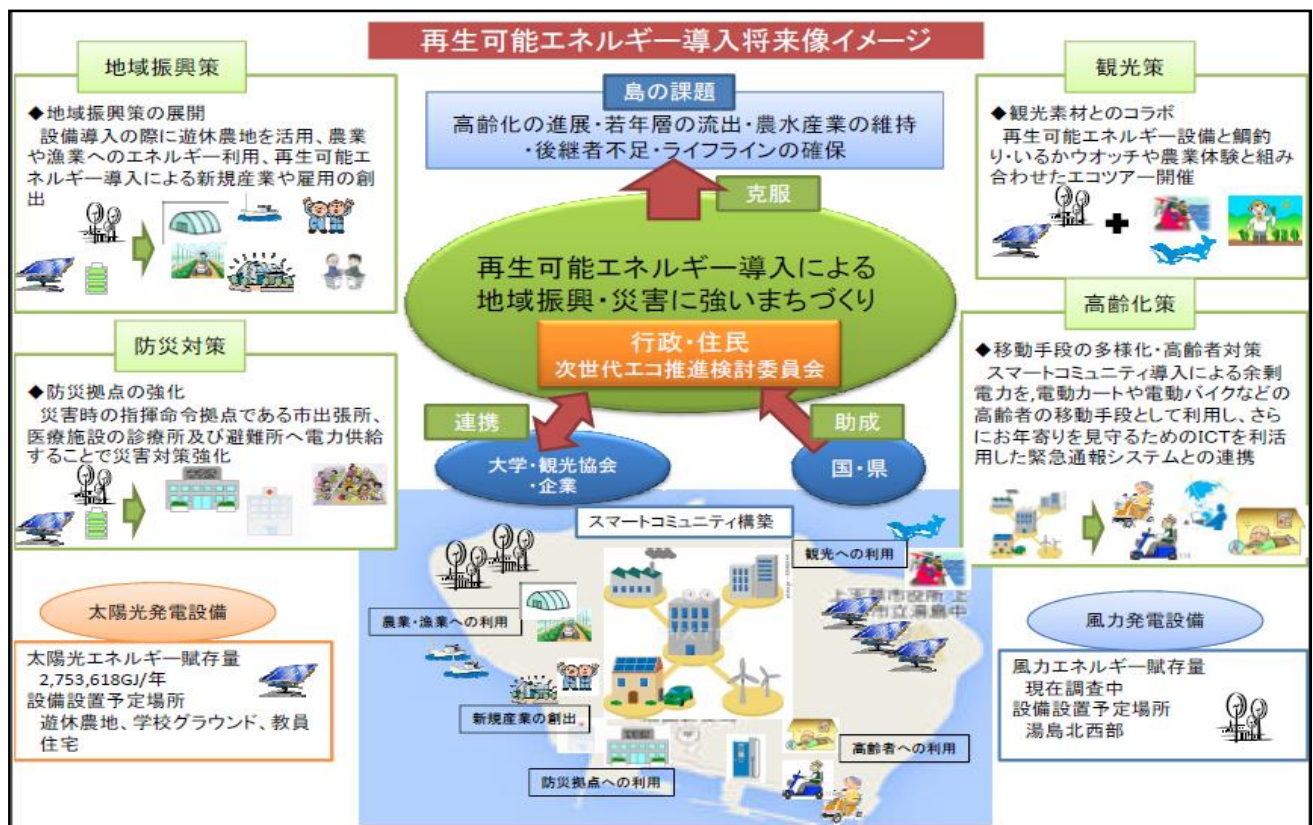 再生可能エネルギー導入将来像イメージ
地域振興策
◆地域振興策の展開
設備導入の際に遊休農地を活用、農業
や漁業へのエネルギー利用、再生可能エ
ネルギー導入による新規産業や雇用の創
出
防災対策
◆防災拠点の強化
災害時の指揮命令拠点である市出張所、
医療施設の診療所及び避難所へ電力供給
することで災害対策強化
太陽光発電設備
太陽光エネルギー賦存量
2,753,618GJ/年
設備設置予定場所
遊休農地、学校グラウンド、教員
住宅
島の課題
高齢化の進展・若年層の流出・農水産業の維持
・後継者不足・ライフラインの確保
克服
再生可能エネルギー導入による
地域振興・災害に強いまちづくり
行政・住民
次世代エコ推進検討委員会
連携
助成
大学・観光協会
・企業
国・県
スマートコミュニティ構築
観光への利用
農業・漁業への利用
新規産業の創出
高齢者への利用
防災拠点への利用
観光策
◆観光素材とのコラボ
再生可能エネルギー設備と鯛釣
り・いるかウオッチや農業体験と組み
合わせたエコツアー開催
高齢化策
◆移動手段の多様化・高齢者対策
スマートコミュニティ導入による余剰
電力を,電動カートや電動バイクなどの
高齢者の移動手段として利用し、さら
にお年寄りを見守るためのICTを利活
用した緊急通報システムとの連携
風力発電設備
風力エネルギー賦存量
現在調査中
設備設置予定場所
湯島北西部